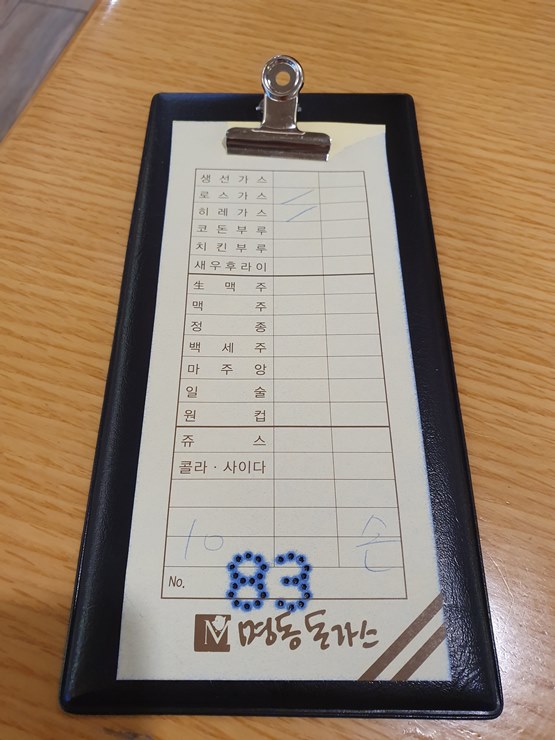 생선가스
로스가스 //
히레가스 /
코돈부루
치킨부루
새우후라이
生맥주
맥주
정종
백세주
마주앙
일술
원컵
쥬스
콜라·사이다
10 손
No. 83
명동돈가스